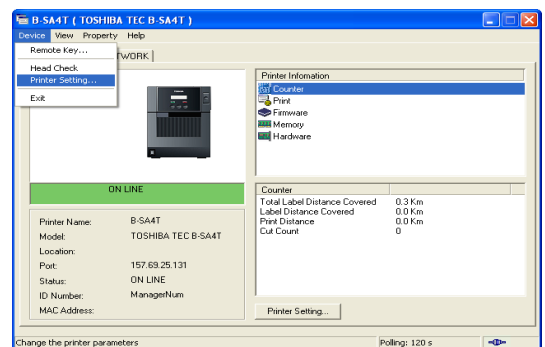 B-SA4T ( TOSHIBA TEC B-SA4T )
Device View Property Help
Remote Key...
Head Check
Printer Setting...
Exit
TWORK
Printer Infomation
Counter
Print
Firmware
Memory
Hardware
ON LINE
Counter
Total Label Distance Covered 0.3 Km
Label Distance Covered 0.0 Km
Print Distance 0.0 Km
Cut Count 0
Printer Name: B-SA4T
Model: TOSHIBA TEC B-SA4T
Location:
Port: 157.69.25.131
Status: ON LINE
ID Number: ManagerNum
MAC Address:
Printer Setting...
Change the printer parameters Polling: 120 s